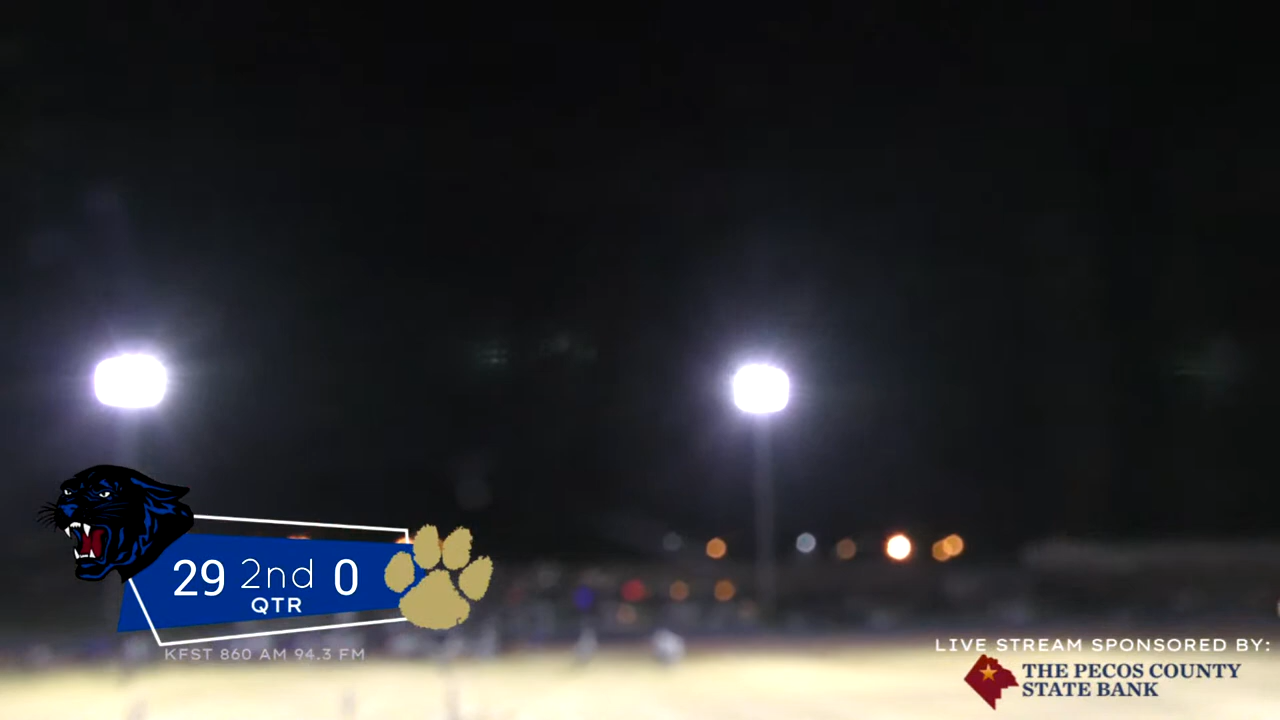 29 2nd 0
QTR
KFST 860 AM 94.3 FM
LIVE STREAM SPONSORED BY:
THE PECOS COUNTY
STATE BANK